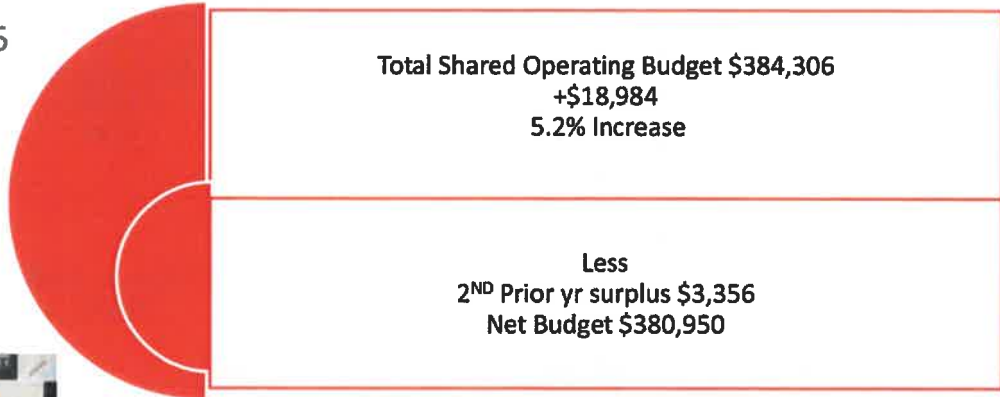 Total Shared Operating Budget $384,306
+$18,984
5.2% Increase
Less
2ND Prior yr surplus $3,356
Net Budget $380,950